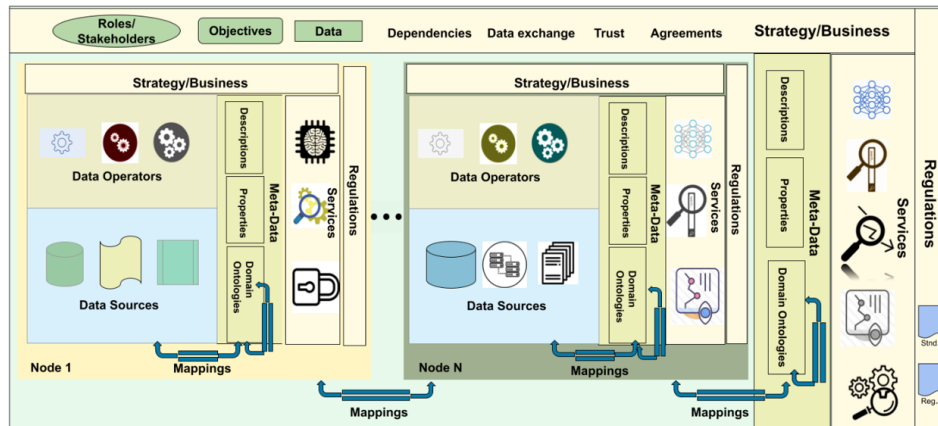 Roles/
Stakeholders
Objectives
Data
Dependencies
Data exchange
Trust
Agreements
Strategy/Business
Strategy/Business
Data Operators
Data Sources
Descriptions
Properties
Domain
Ontologies
Meta-Data
Services
Regulations
Mappings
Node 1
Strategy/Business
Data Operators
Data Sources
Descriptions
Properties
Domain
Ontologies
Meta-Data
Services
Regulations
Mappings
Node N
Mappings
Mappings
Descriptions
Properties
Domain Ontologies
Meta-Data
Services
Regulations
Stnd.
Reg.